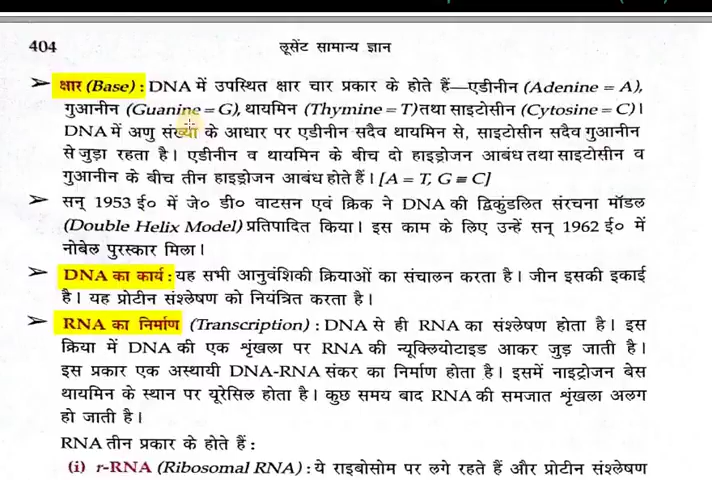 404 लूसेंट सामान्य ज्ञान
➢ क्षार (Base) : DNA में उपस्थित क्षार चार प्रकार के होते हैं—एडीनीन (Adenine = A),
गुआनीन (Guanine = G), थायमिन (Thymine = T) तथा साइटोसीन (Cytosine = C)।
DNA में अणु संख्या के आधार पर एडीनीन सदैव थायमिन से, साइटोसीन सदैव गुआनीन
से जुड़ा रहता है। एडीनीन व थायमिन के बीच दो हाइड्रोजन आबंध तथा साइटोसीन व
गुआनीन के बीच तीन हाइड्रोजन आबंध होते हैं। [A = T, G ≡ C]
➢ सन् 1953 ई० में जे० डी० वाटसन एवं क्रिक ने DNA की द्विकुंडलित संरचना मॉडल
(Double Helix Model) प्रतिपादित किया। इस काम के लिए उन्हें सन् 1962 ई० में
नोबेल पुरस्कार मिला।
➢ DNA का कार्य : यह सभी आनुवंशिकी क्रियाओं का संचालन करता है। जीन इसकी इकाई
है। यह प्रोटीन संश्लेषण को नियंत्रित करता है।
➢ RNA का निर्माण (Transcription) : DNA से ही RNA का संश्लेषण होता है। इस
क्रिया में DNA की एक शृंखला पर RNA की न्यूक्लियोटाइड आकर जुड़ जाती है।
इस प्रकार एक अस्थायी DNA-RNA संकर का निर्माण होता है। इसमें नाइट्रोजन बेस
थायमिन के स्थान पर यूरेसिल होता है। कुछ समय बाद RNA की समजात शृंखला अलग
हो जाती है।
RNA तीन प्रकार के होते हैं :
(i) r-RNA (Ribosomal RNA) : ये राइबोसोम पर लगे रहते हैं और प्रोटीन संश्लेषण